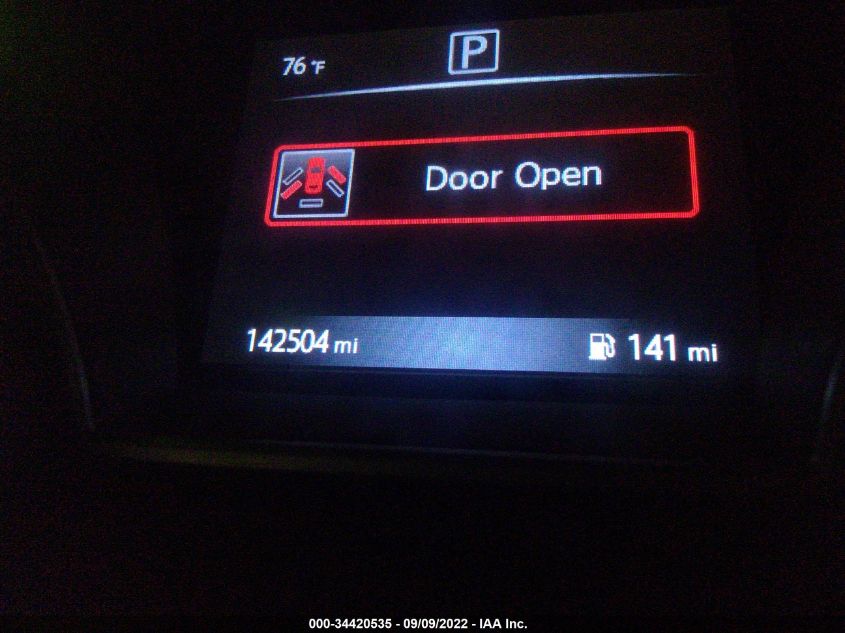 76 °F P
Door Open
142504 mi 141 mi
000-34420535 - 09/09/2022 - IAA Inc.